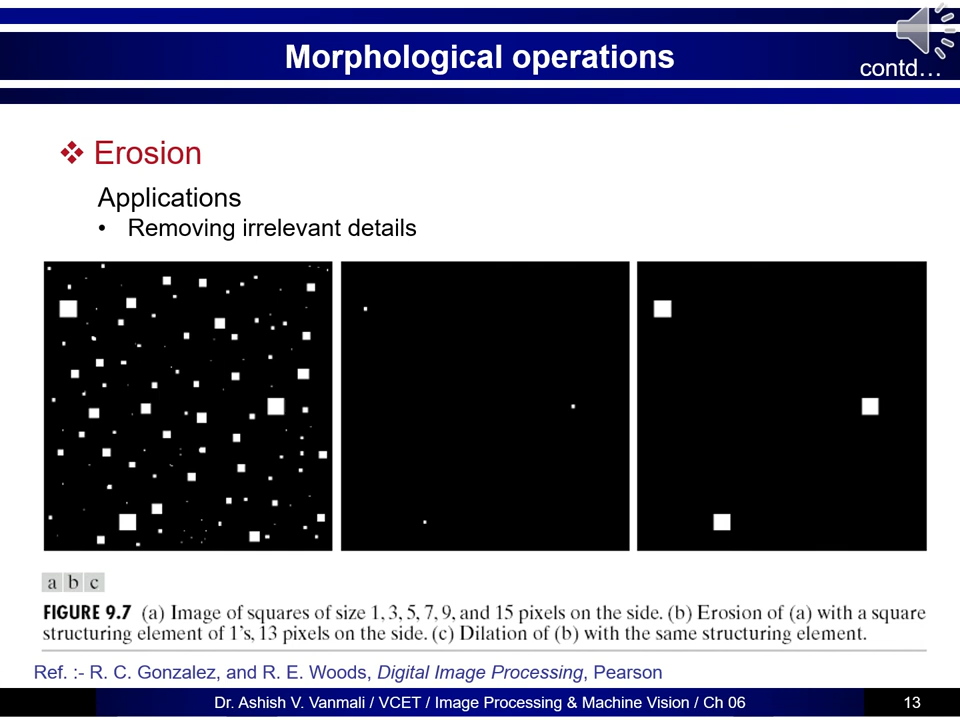 Morphological operations
contd…
❖ Erosion
Applications
• Removing irrelevant details
a b c
FIGURE 9.7 (a) Image of squares of size 1, 3, 5, 7, 9, and 15 pixels on the side. (b) Erosion of (a) with a square
structuring element of 1's, 13 pixels on the side. (c) Dilation of (b) with the same structuring element.
Ref. :- R. C. Gonzalez, and R. E. Woods, Digital Image Processing, Pearson
Dr. Ashish V. Vanmali / VCET / Image Processing & Machine Vision / Ch 06
13